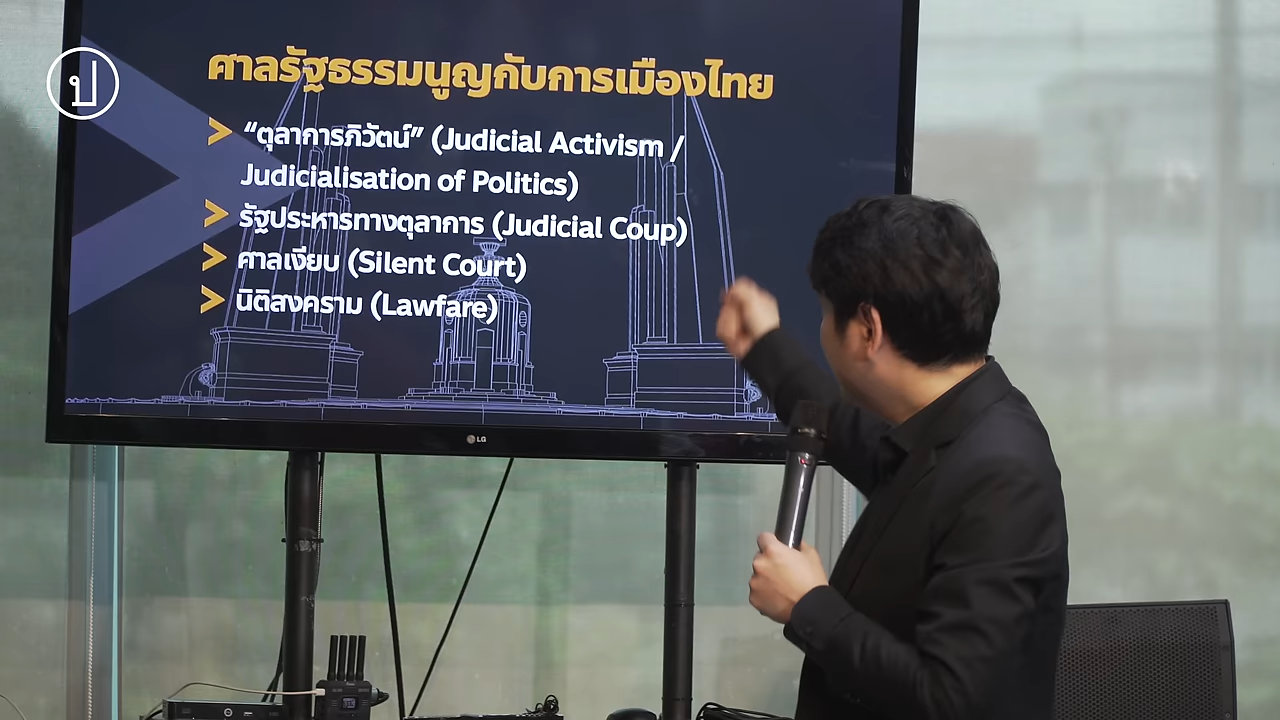 ป
ศาลรัฐธรรมนูญกับการเมืองไทย
“ตุลาการภิวัตน์” (Judicial Activism /
Judicialisation of Politics)
รัฐประหารทางตุลาการ (Judicial Coup)
ศาลเงียบ (Silent Court)
นิติสงคราม (Lawfare)
LG